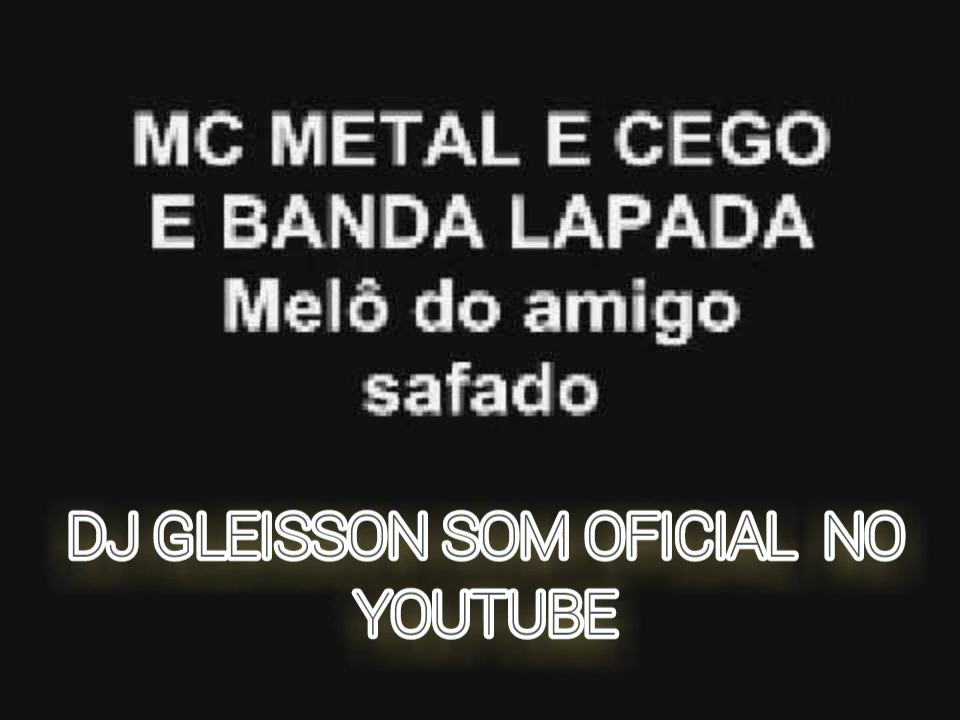 MC METAL E CEGO
E BANDA LAPADA
Melô do amigo
safado
DJ GLEISSON SOM OFICIAL NO
YOUTUBE